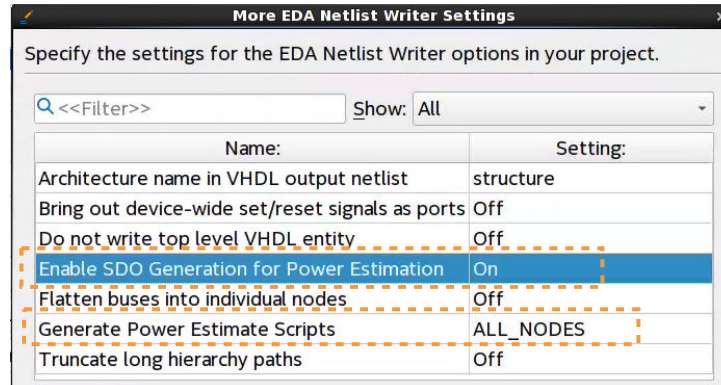 More EDA Netlist Writer Settings
Specify the settings for the EDA Netlist Writer options in your project.
<<Filter>> Show: All
Name: Setting:
Architecture name in VHDL output netlist structure
Bring out device-wide set/reset signals as ports Off
Do not write top level VHDL entity Off
Enable SDO Generation for Power Estimation On
Flatten buses into individual nodes Off
Generate Power Estimate Scripts ALL_NODES
Truncate long hierarchy paths Off